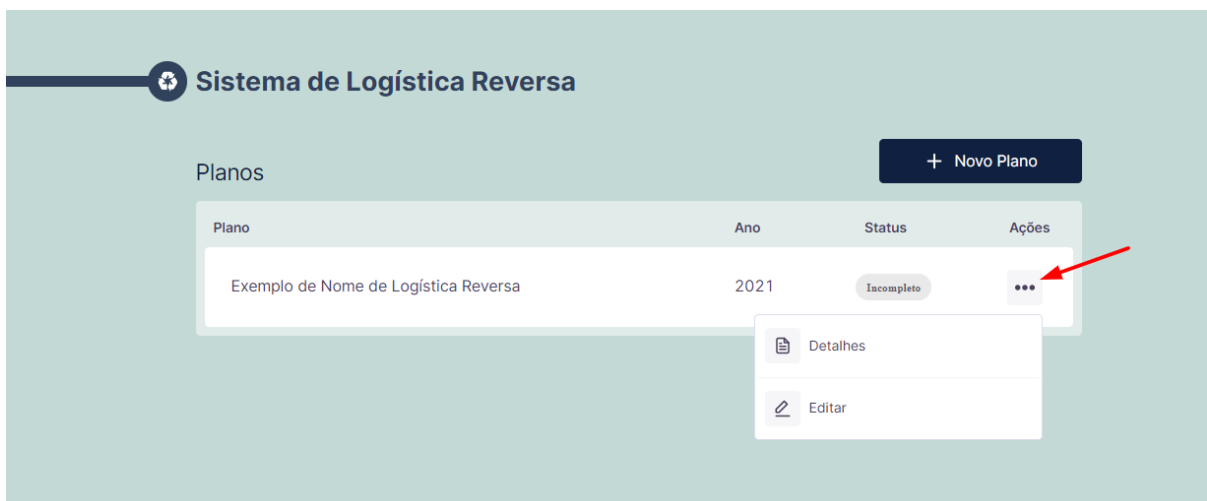 Sistema de Logística Reversa
Planos
+ Novo Plano
Plano Ano Status Ações
Exemplo de Nome de Logística Reversa 2021 Incompleto
Detalhes
Editar